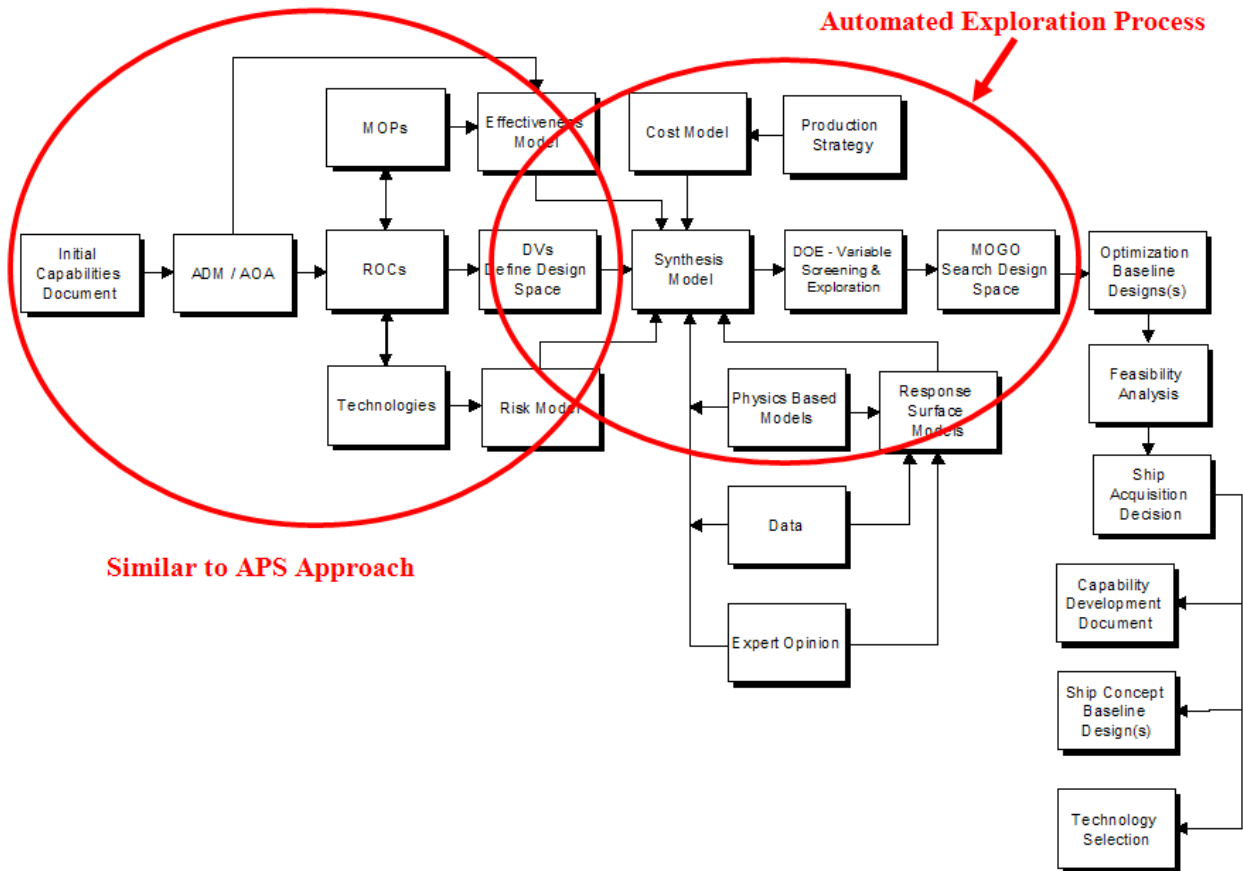 Automated Exploration Process
MOPs
Effectiveness
Model
Cost Model
Production
Strategy
Initial
Capabilities
Document
ADM / AOA
ROCs
DVs
Define Design
Space
Synthesis
Model
DOE - Variable
Screening &
Exploration
MOGO
Search Design
Space
Optimization
Baseline
Designs(s)
Technologies
Risk Model
Physics Based
Models
Response
Surface
Models
Feasibility
Analysis
Data
Ship
Acquisition
Decision
Similar to APS Approach
Expert Opinion
Capability
Development
Document
Ship Concept
Baseline
Design(s)
Technology
Selection